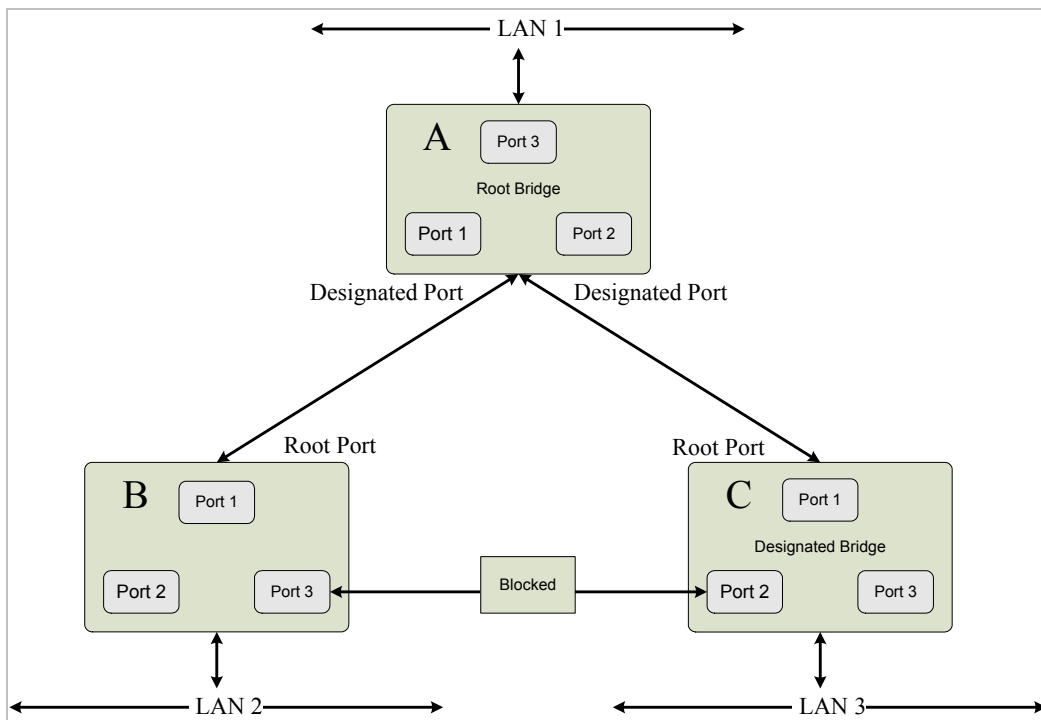 LAN 1
A
Port 3
Root Bridge
Port 1
Port 2
Designated Port
Designated Port
Root Port
Root Port
B
Port 1
Port 2
Port 3
Blocked
C
Port 1
Designated Bridge
Port 2
Port 3
LAN 2
LAN 3